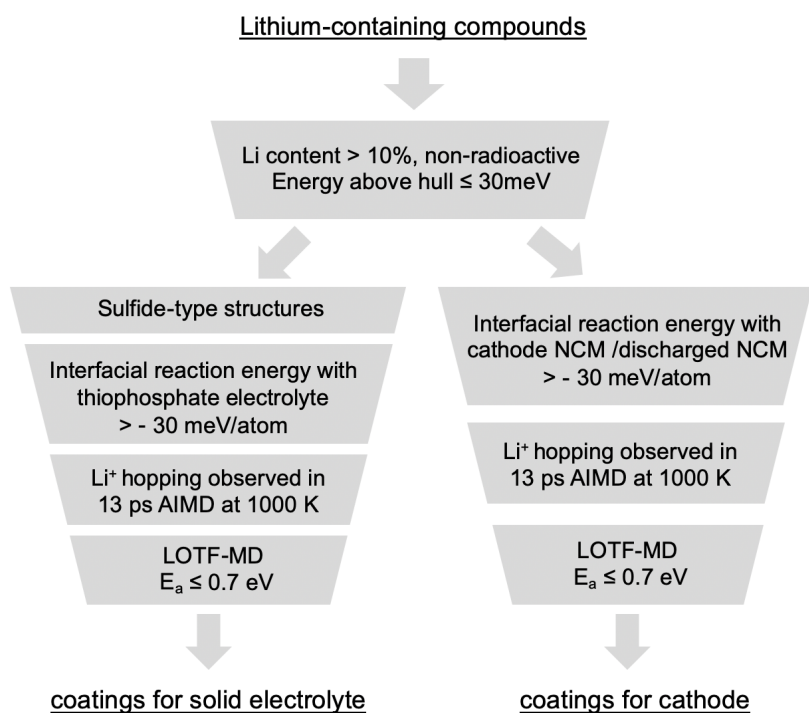 Lithium-containing compounds
Li content > 10%, non-radioactive
Energy above hull ≤ 30meV
Sulfide-type structures
Interfacial reaction energy with
thiophosphate electrolyte
> - 30 meV/atom
Li⁺ hopping observed in
13 ps AIMD at 1000 K
LOTF-MD
Eₐ ≤ 0.7 eV
coatings for solid electrolyte
Interfacial reaction energy with
cathode NCM /discharged NCM
> - 30 meV/atom
Li⁺ hopping observed in
13 ps AIMD at 1000 K
LOTF-MD
Eₐ ≤ 0.7 eV
coatings for cathode